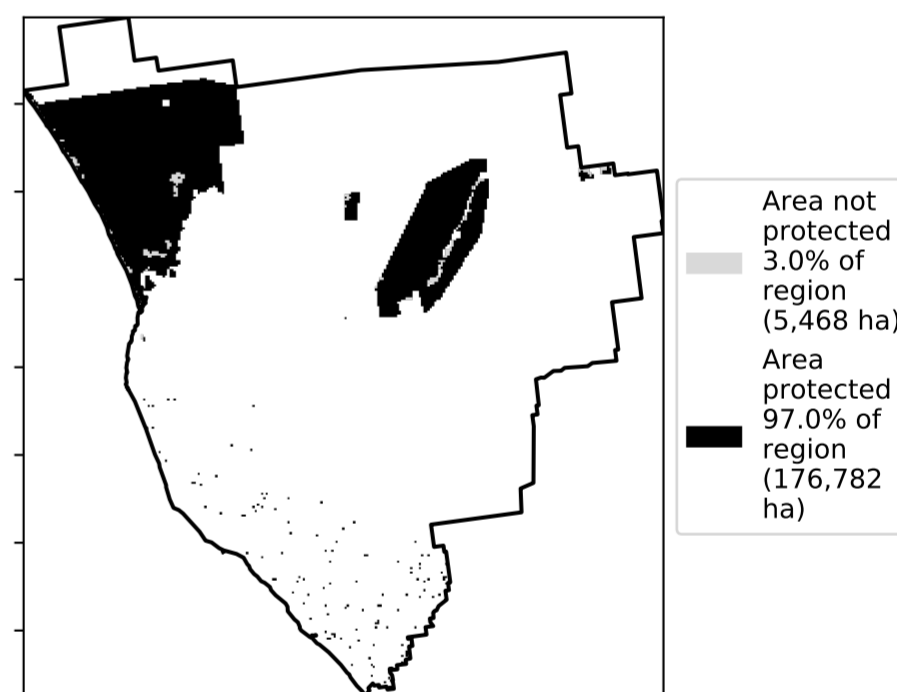 Area not
protected
3.0% of
region
(5,468 ha)
Area
protected
97.0% of
region
(176,782
ha)